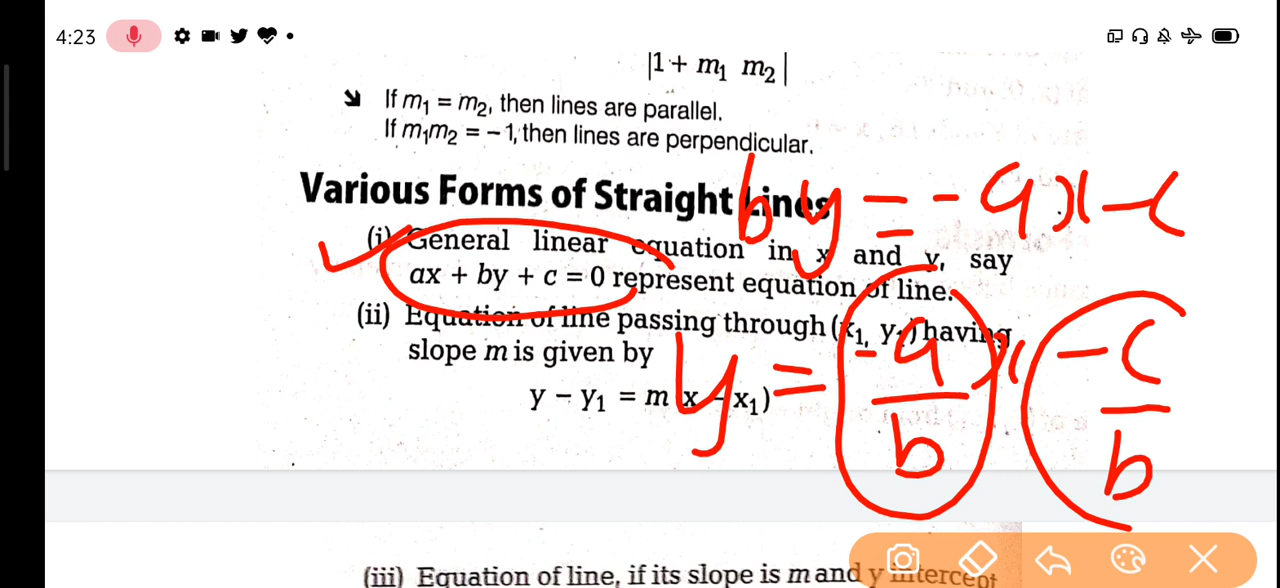 4:23
|1 + m₁ m₂|
If m₁ = m₂, then lines are parallel.
If m₁m₂ = – 1, then lines are perpendicular.
Various Forms of Straight Lines
by = - ax - c
(i) General linear equation in x and y, say
ax + by + c = 0 represent equation of line.
(ii) Equation of line passing through (x₁, y₁) having
slope m is given by
y – y₁ = m (x – x₁)
y = -a/b x - c/b
(iii) Equation of line, if its slope is m and y intercept